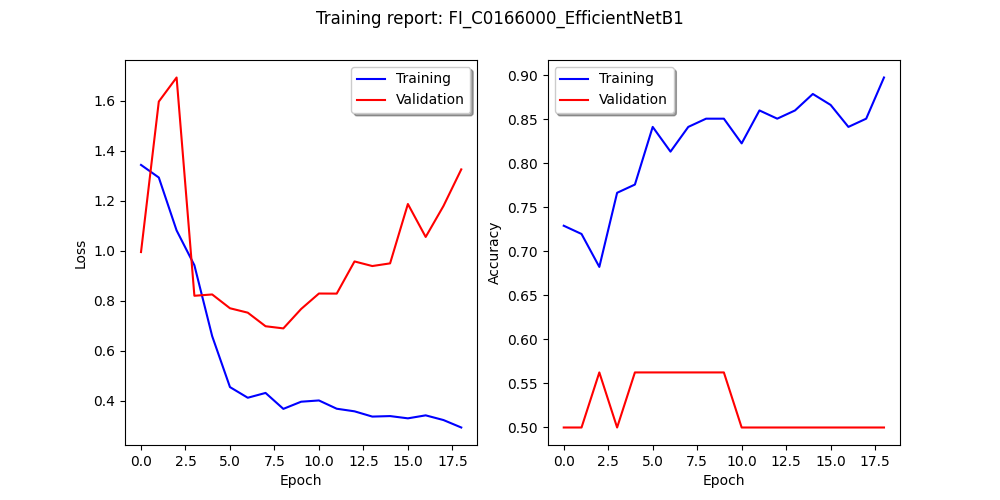 Training report: FI_C0166000_EfficientNetB1
Training
Validation
1.6
1.4
1.2
1.0
0.8
0.6
0.4
Loss
0.0 2.5 5.0 7.5 10.0 12.5 15.0 17.5
Epoch
Training
Validation
0.90
0.85
0.80
0.75
0.70
0.65
0.60
0.55
0.50
Accuracy
0.0 2.5 5.0 7.5 10.0 12.5 15.0 17.5
Epoch